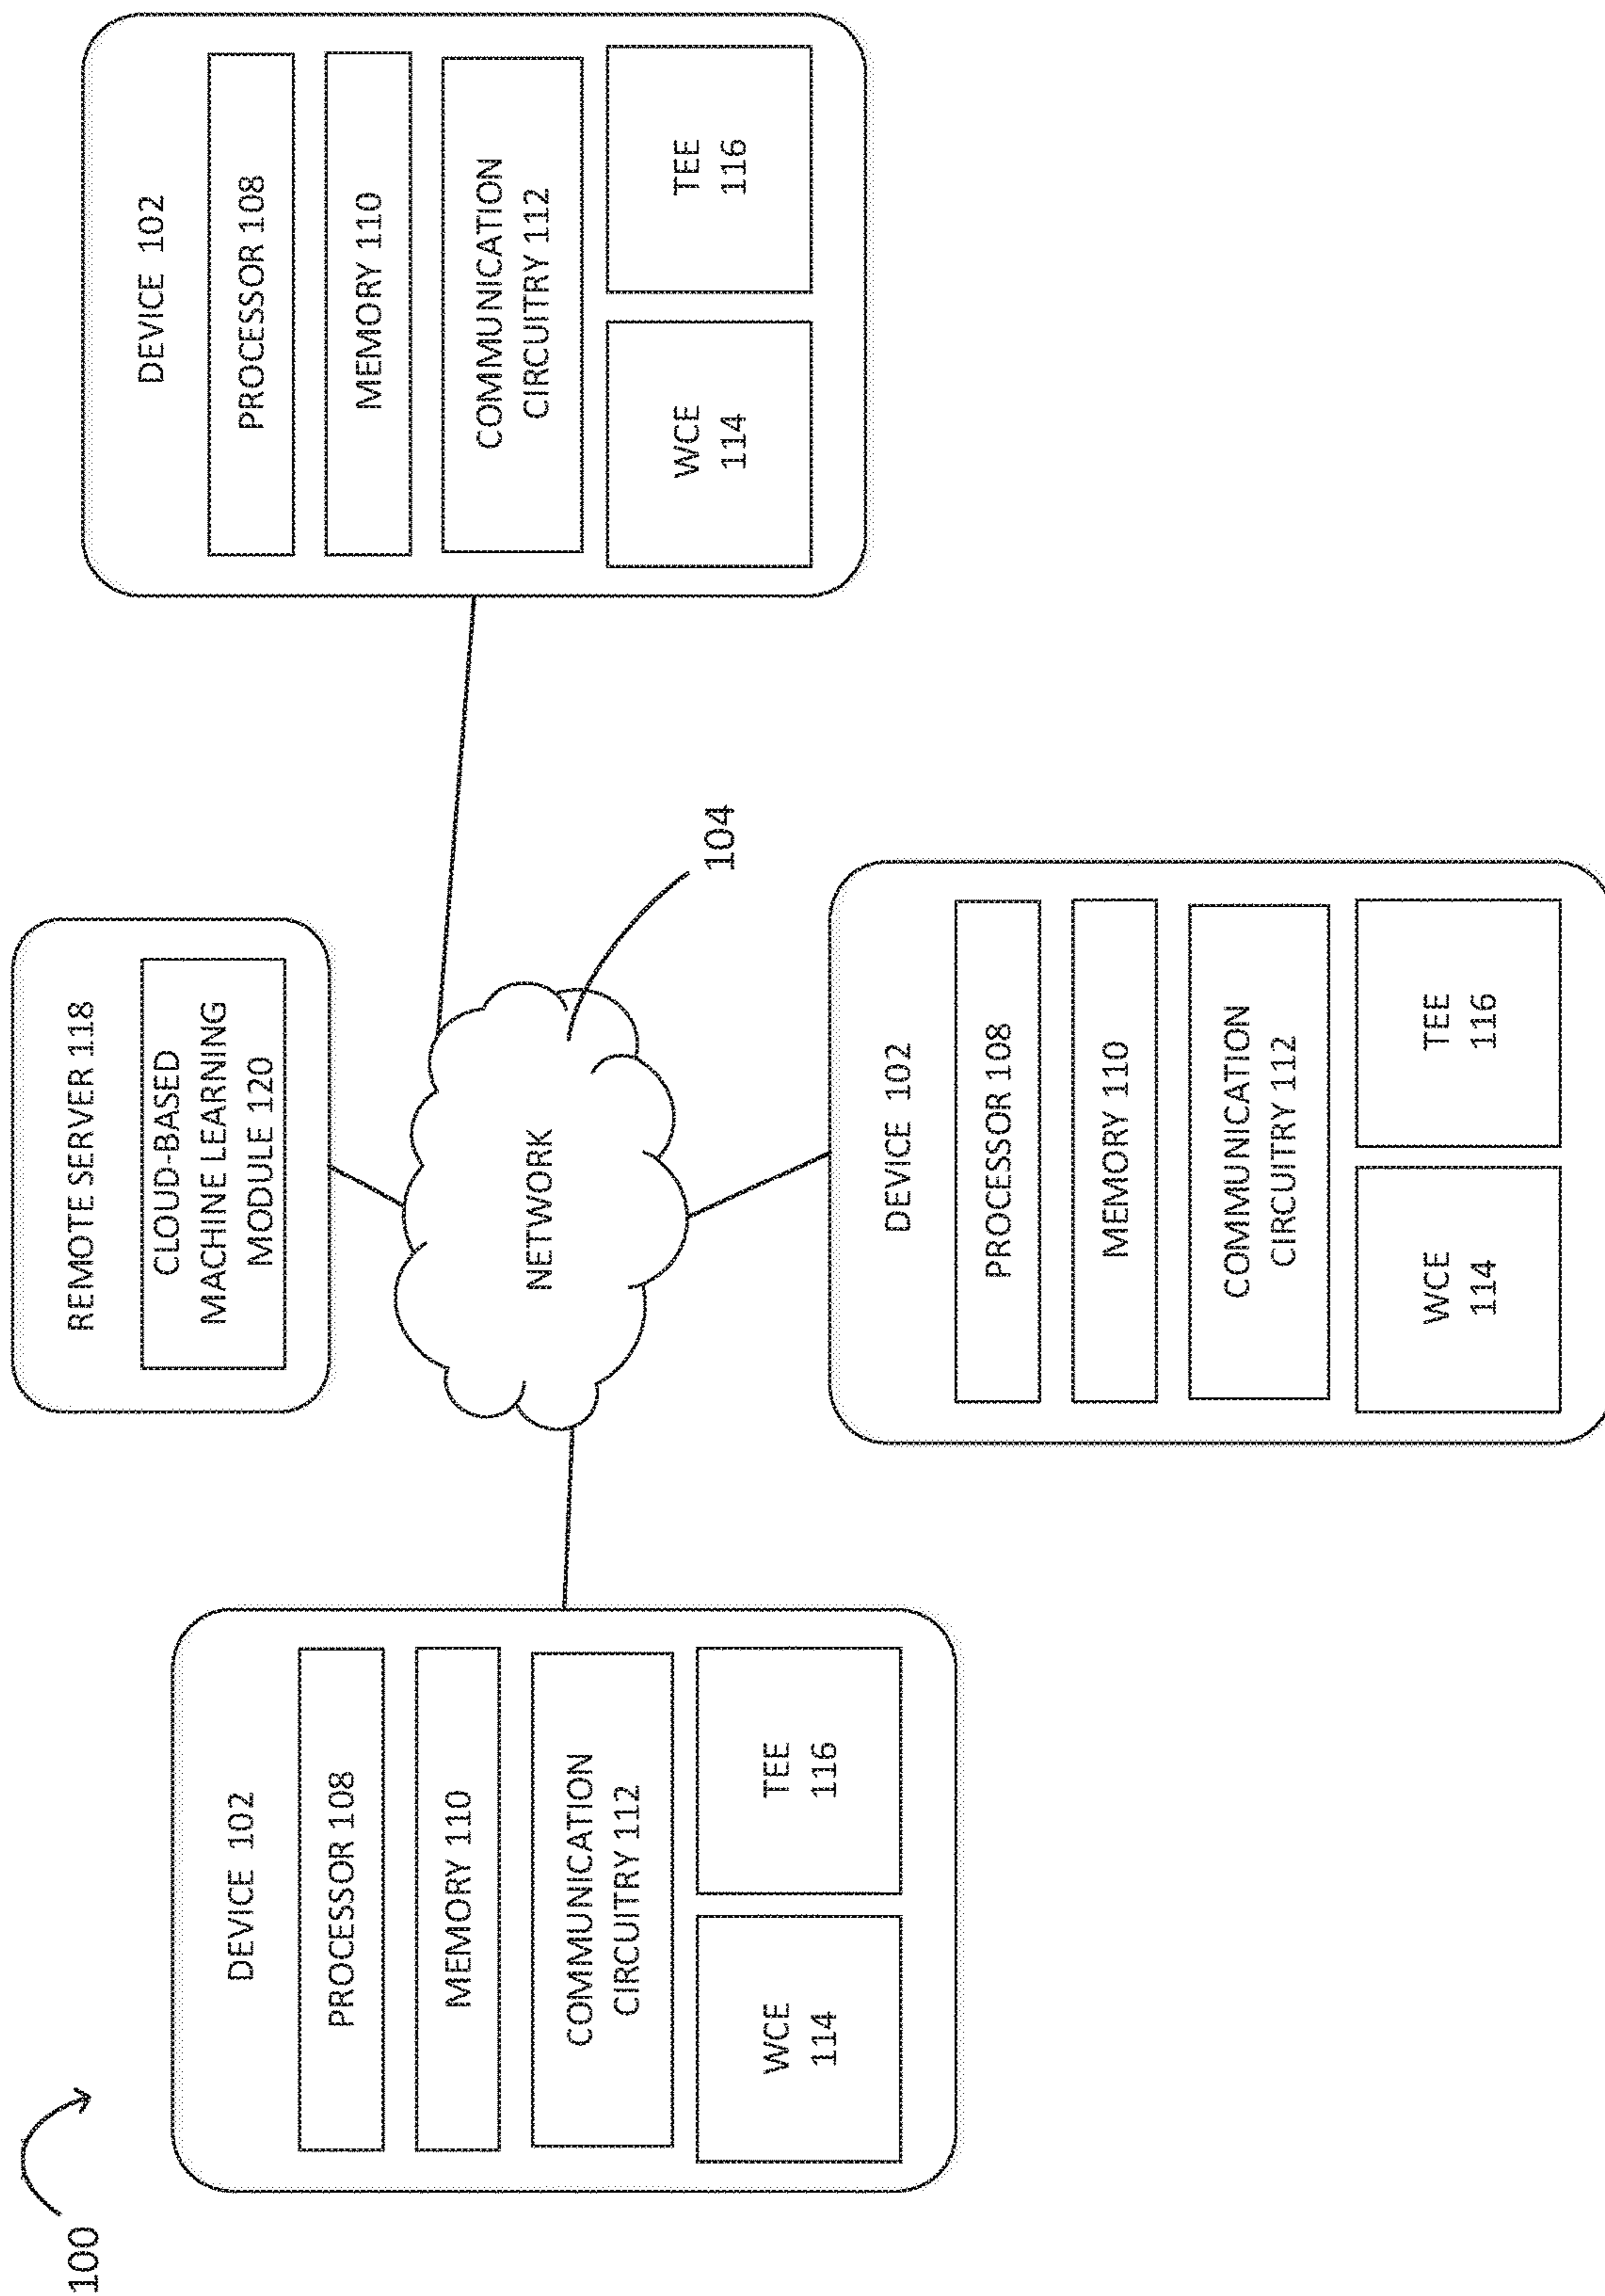 100
REMOTE SERVER 118
CLOUD-BASED
MACHINE LEARNING
MODULE 120
DEVICE 102
PROCESSOR 108
MEMORY 110
COMMUNICATION
CIRCUITRY 112
WCE
114
TEE
116
NETWORK
104
DEVICE 102
PROCESSOR 108
MEMORY 110
COMMUNICATION
CIRCUITRY 112
WCE
114
TEE
116
DEVICE 102
PROCESSOR 108
MEMORY 110
COMMUNICATION
CIRCUITRY 112
WCE
114
TEE
116